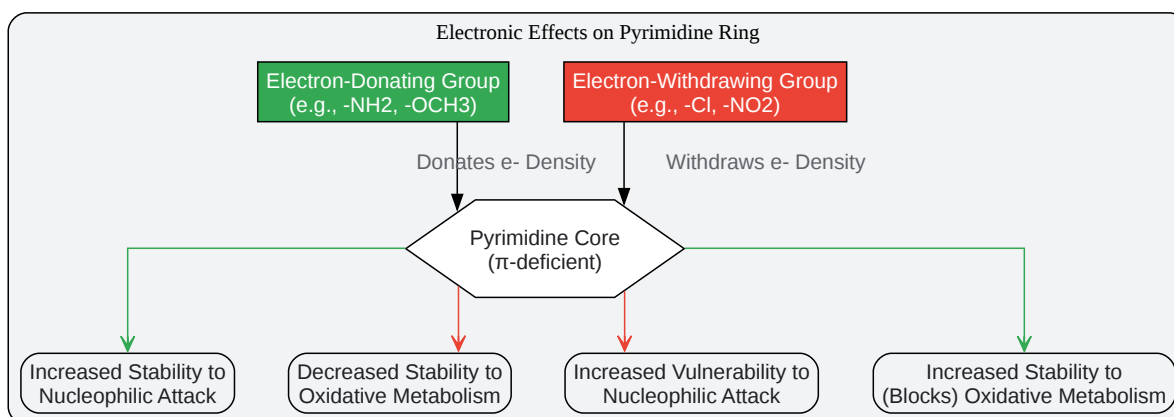 Electronic Effects on Pyrimidine Ring
Electron-Donating Group
(e.g., -NH2, -OCH3)
Electron-Withdrawing Group
(e.g., -Cl, -NO2)
Donates e- Density
Withdraws e- Density
Pyrimidine Core
(π-deficient)
Increased Stability to
Nucleophilic Attack
Decreased Stability to
Oxidative Metabolism
Increased Vulnerability to
Nucleophilic Attack
Increased Stability to
(Blocks) Oxidative Metabolism